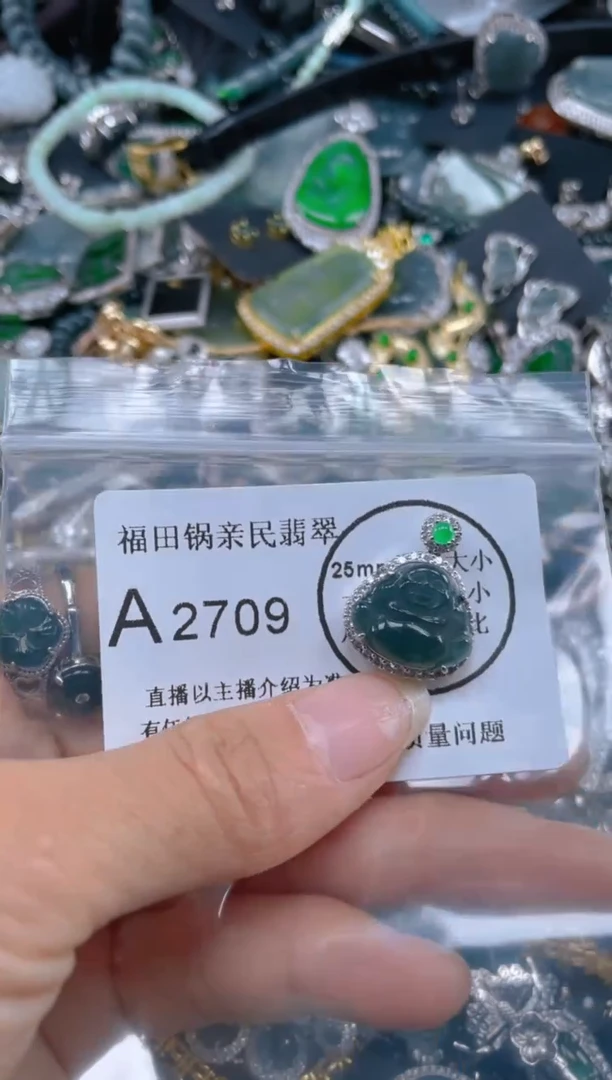 福田锅亲民翡翠
A2709
25mm
大小
小
比
直播以主播介绍为准
质量问题